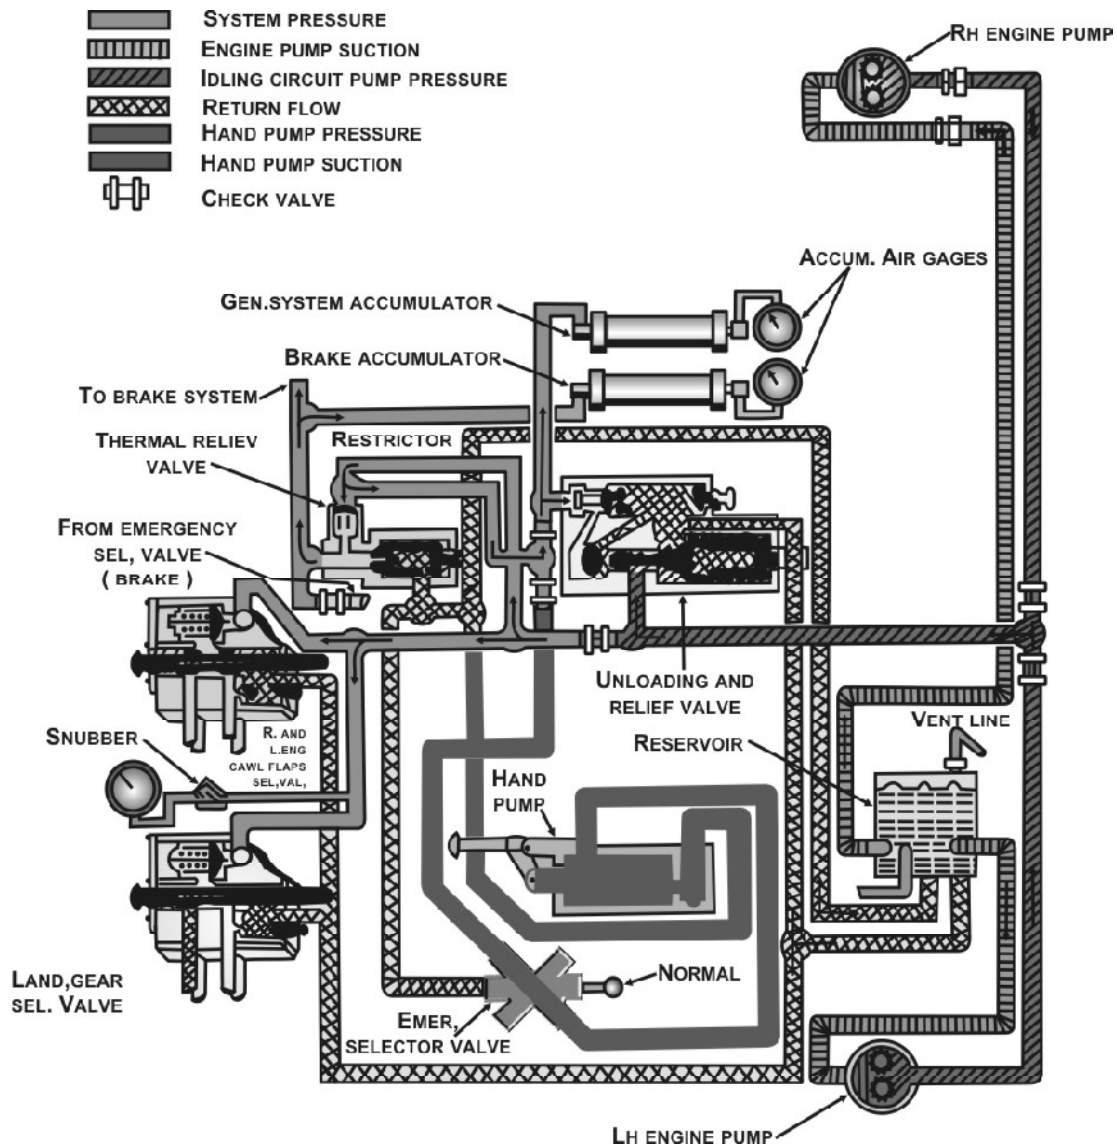 SYSTEM PRESSURE
ENGINE PUMP SUCTION
IDLING CIRCUIT PUMP PRESSURE
RETURN FLOW
HAND PUMP PRESSURE
HAND PUMP SUCTION
CHECK VALVE
RH ENGINE PUMP
ACCUM. AIR GAGES
GEN.SYSTEM ACCUMULATOR
BRAKE ACCUMULATOR
TO BRAKE SYSTEM
THERMAL RELIEV
VALVE
RESTRICTOR
FROM EMERGENCY
SEL, VALVE
( BRAKE )
UNLOADING AND
RELIEF VALVE
VENT LINE
RESERVOIR
R. AND
L.ENG
CAWL FLAPS
SEL,VAL,
SNUBBER
HAND
PUMP
LAND,GEAR
SEL. VALVE
NORMAL
EMER,
SELECTOR VALVE
LH ENGINE PUMP